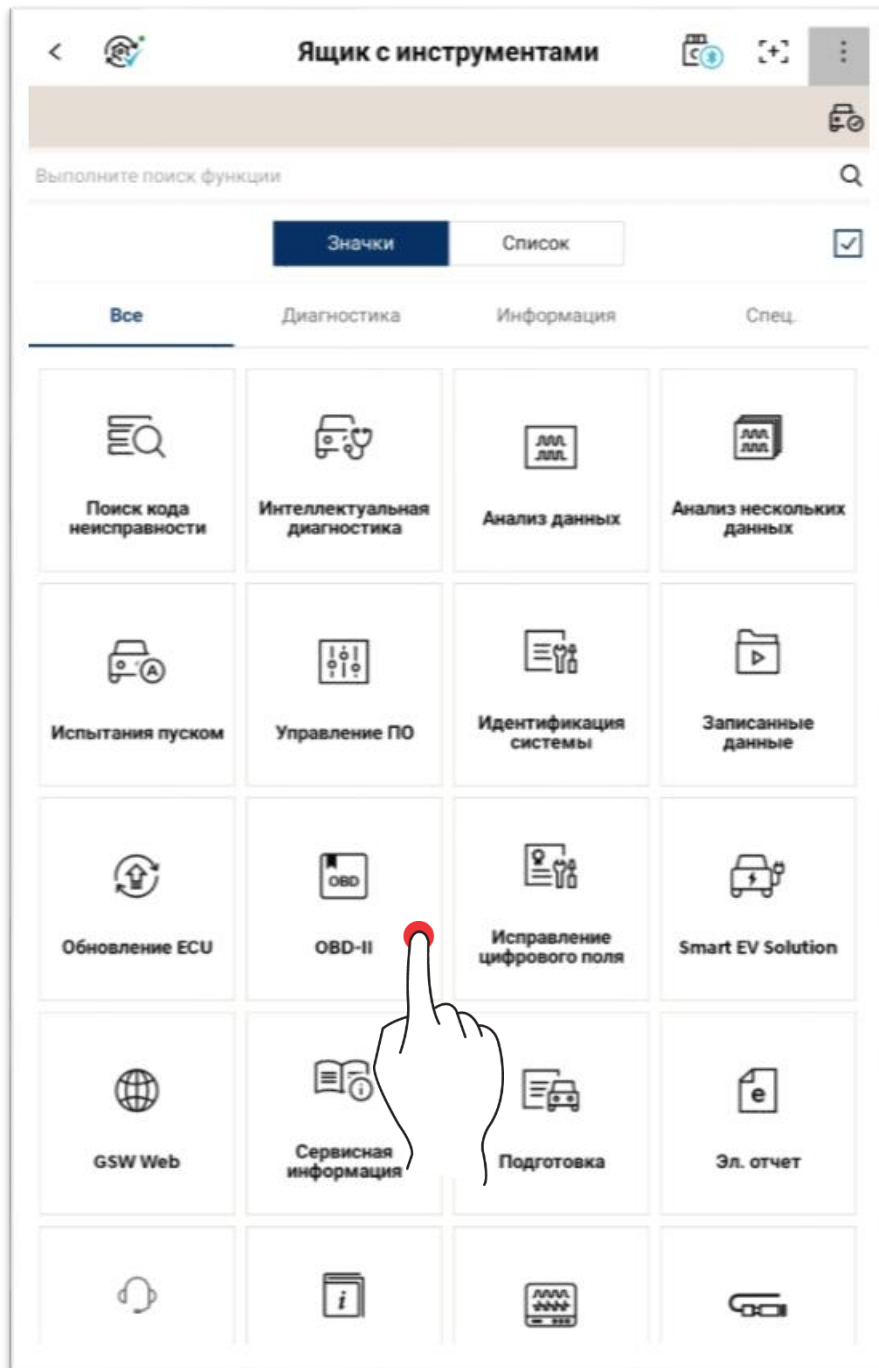 Ящик с инструментами
Выполните поиск функции
Значки Список
Все Диагностика Информация Спец.
Поиск кода
неисправности
Интеллектуальная
диагностика
Анализ данных
Анализ нескольких
данных
Испытания пуском
Управление ПО
Идентификация
системы
Записанные
данные
Обновление ECU
OBD
OBD-II
Исправление
цифрового поля
Smart EV Solution
GSW Web
Сервисная
информация
Подготовка
e
Эл. отчет
i